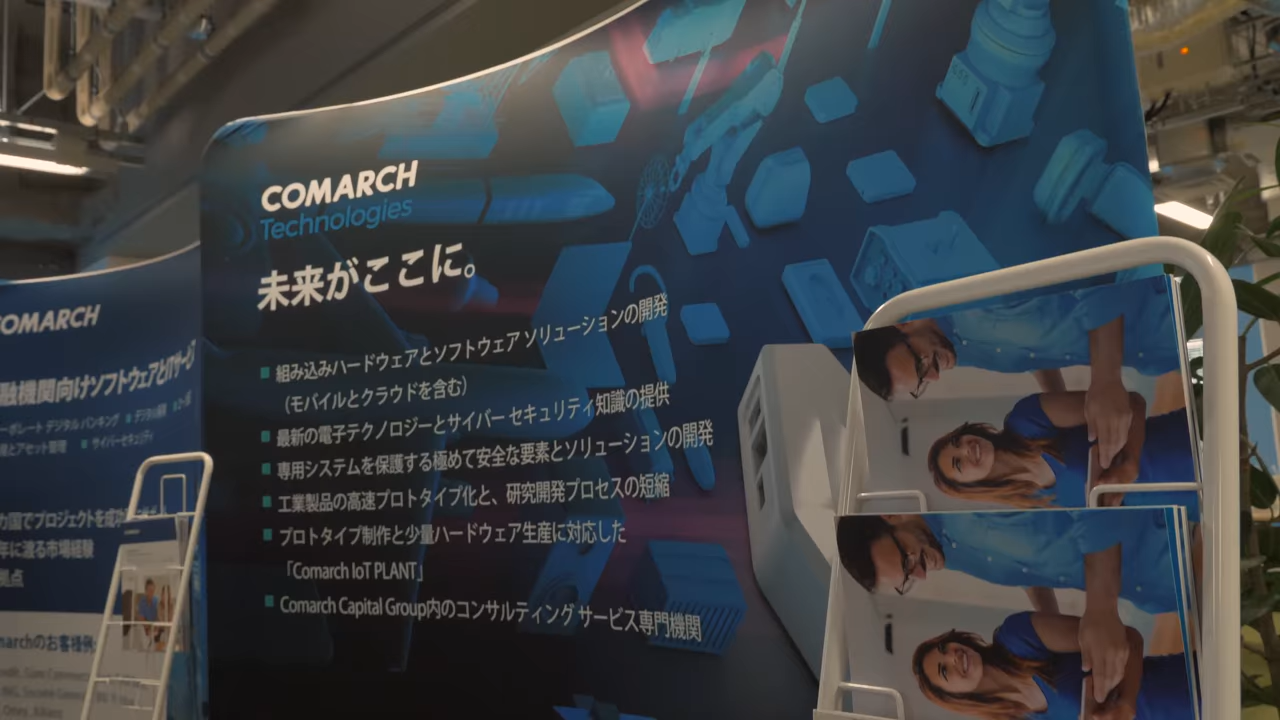 COMARCH
Technologies
未来がここに。
組み込みハードウェアとソフトウェア ソリューションの開発
（モバイルとクラウドを含む）
最新の電子テクノロジーとサイバー セキュリティ知識の提供
専用システムを保護する極めて安全な要素とソリューションの開発
工業製品の高速プロトタイプ化と、研究開発プロセスの短縮
プロトタイプ制作と少量ハードウェア生産に対応した
「Comarch IoT PLANT」
Comarch Capital Group内のコンサルティング サービス専門機関
COMARCH
融機関向けソフトウェアとITサービス
ーポレート デジタル バンキング
とアセット管理 サイバーセキュリティ
の国でプロジェクトを成功
年に渡る市場経験
拠点
marchのお客様例